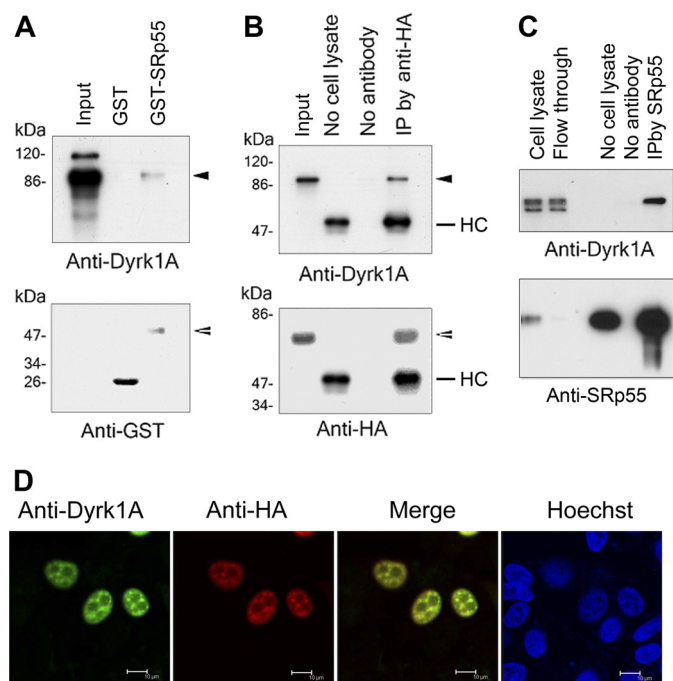 A
Input
GST
GST-SRp55
kDa
120-
86-
Anti-Dyrk1A
kDa
47-
34-
26-
Anti-GST
B
Input
No cell lysate
No antibody
IP by anti-HA
kDa
120-
86-
47-
HC
Anti-Dyrk1A
kDa
86-
47-
34-
HC
Anti-HA
C
Cell lysate
Flow through
No cell lysate
No antibody
IPby SRp55
Anti-Dyrk1A
Anti-SRp55
D
Anti-Dyrk1A
Anti-HA
Merge
Hoechst
10 µm
10 µm
10 µm
10 µm